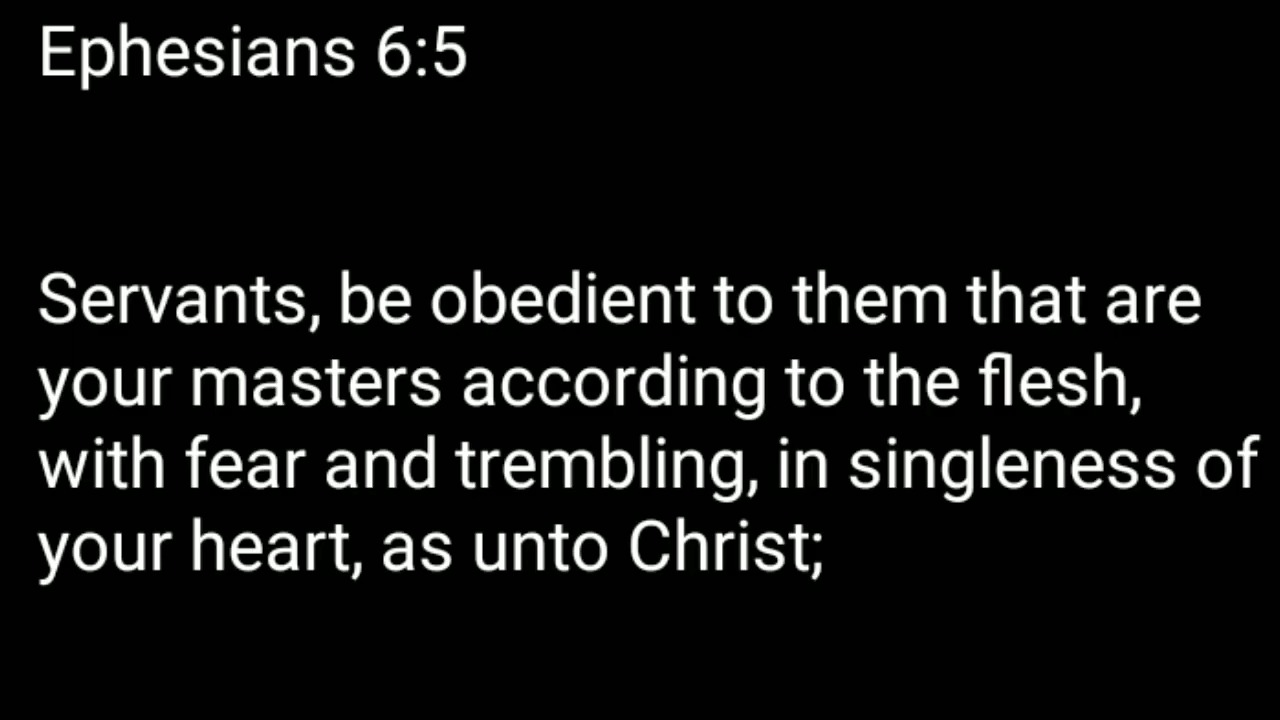 Ephesians 6:5
Servants, be obedient to them that are
your masters according to the flesh,
with fear and trembling, in singleness of
your heart, as unto Christ;